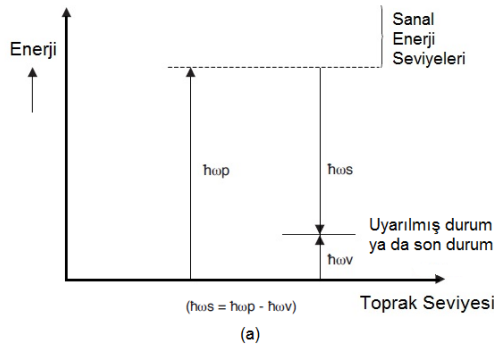 Sanal
Enerji
Seviyeleri
Enerji
ħωp
ħωs
Uyarılmış durum
ya da son durum
ħωv
(ħωs = ħωp - ħωv)
Toprak Seviyesi
(a)